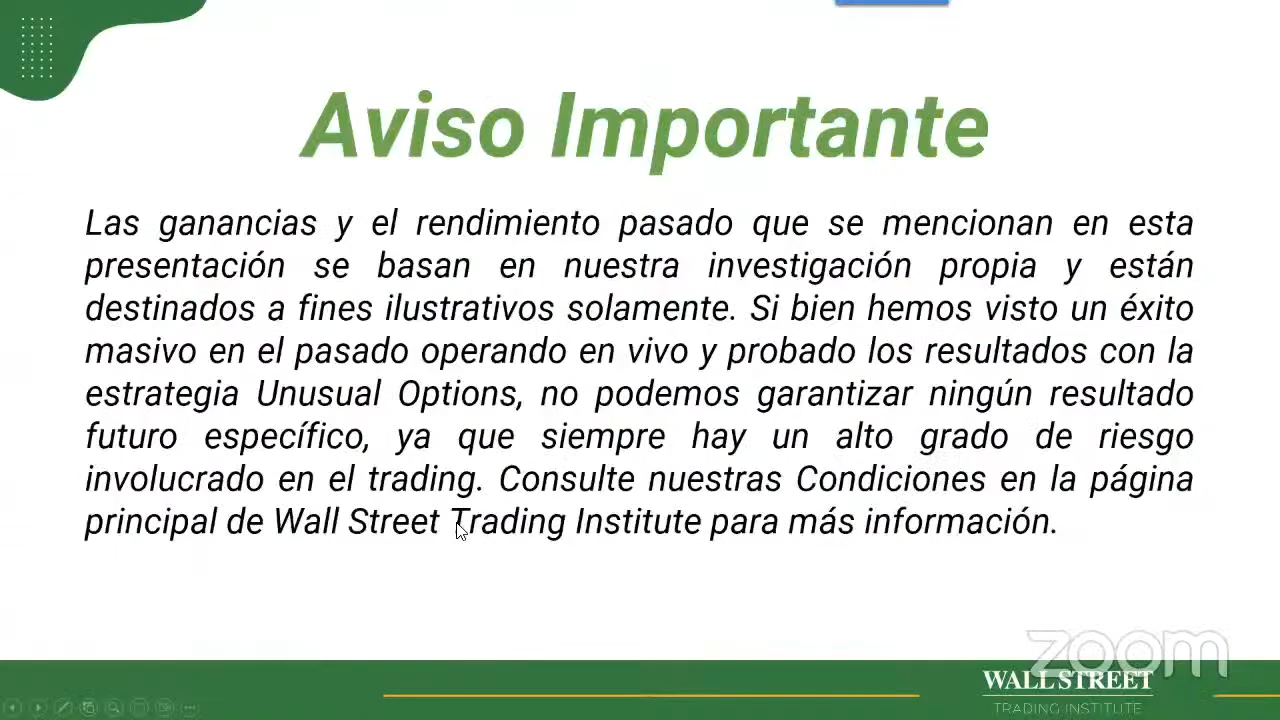 Aviso Importante
Las ganancias y el rendimiento pasado que se mencionan en esta
presentación se basan en nuestra investigación propia y están
destinados a fines ilustrativos solamente. Si bien hemos visto un éxito
masivo en el pasado operando en vivo y probado los resultados con la
estrategia Unusual Options, no podemos garantizar ningún resultado
futuro específico, ya que siempre hay un alto grado de riesgo
involucrado en el trading. Consulte nuestras Condiciones en la página
principal de Wall Street Trading Institute para más información.
zoom
WALL STREET
TRADING INSTITUTE